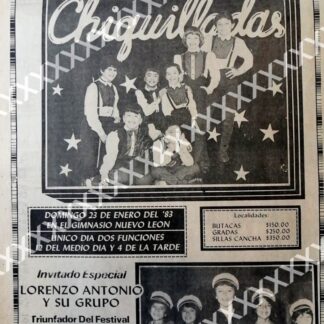 Chiquilladas
DOMINGO 23 DE ENERO DEL '83
EN EL GIMNASIO NUEVO LEON
UNICO DIA DOS FUNCIONES
12 DEL MEDIO DIA Y 4 DE LA TARDE
Localidades:
BUTACAS $150.00
GRADAS $250.00
SILLAS CANCHA $350.00
Invitado Especial
LORENZO ANTONIO
Y SU GRUPO
Triunfador Del Festival